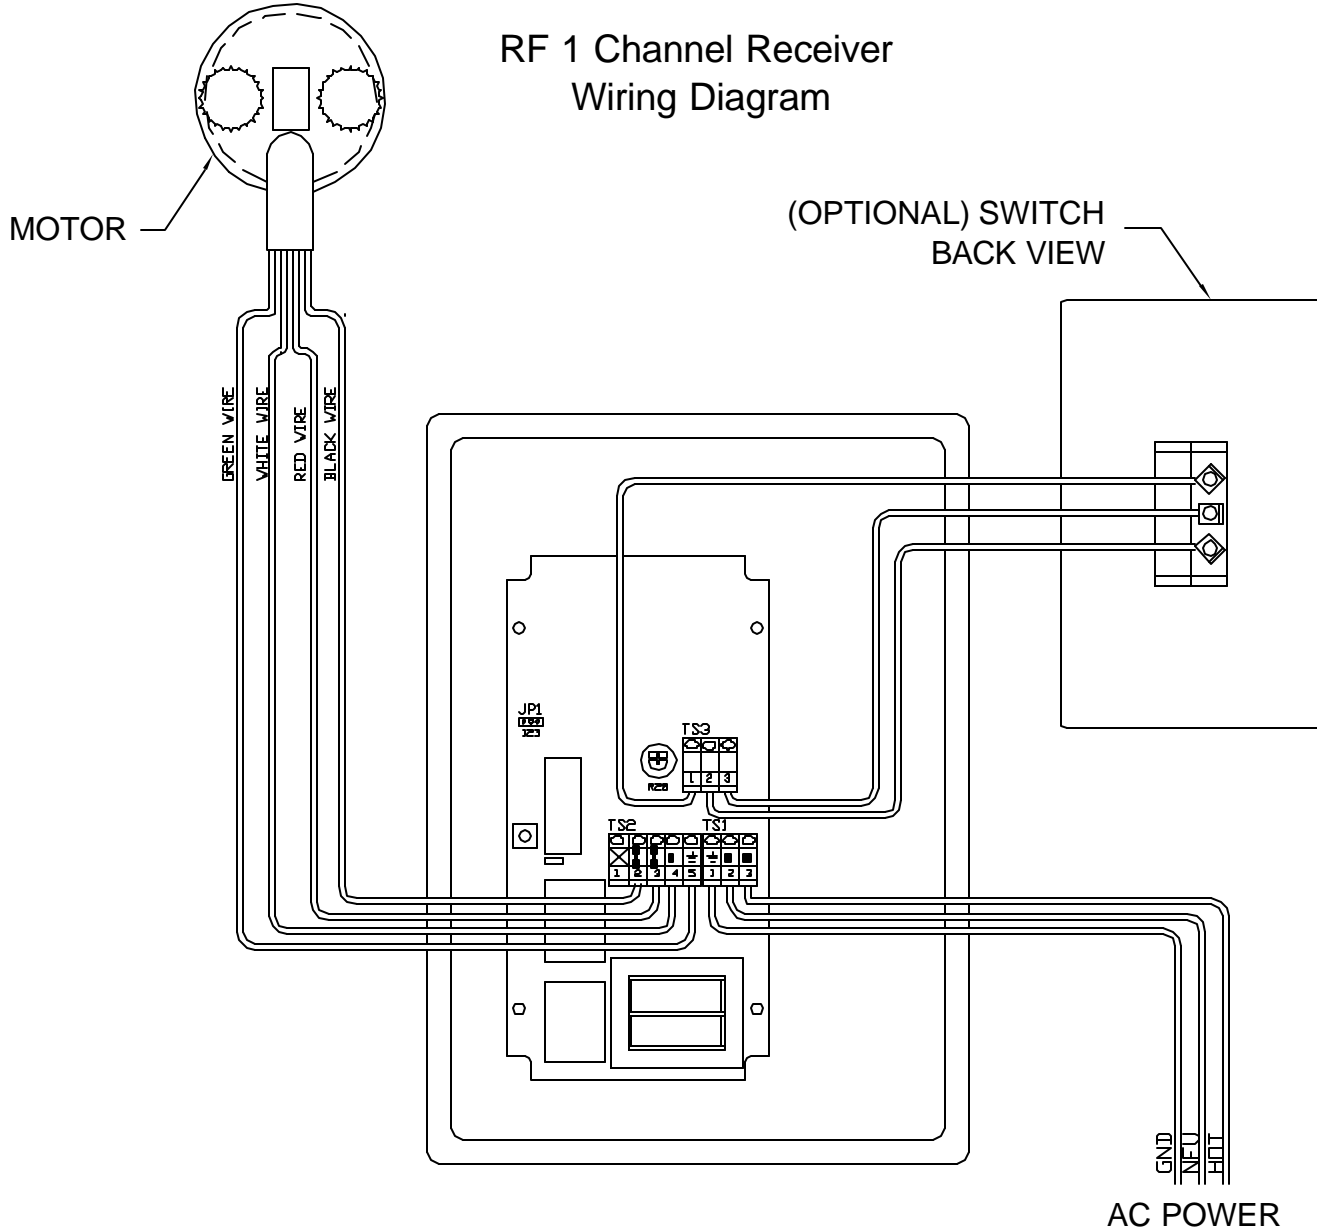 RF 1 Channel Receiver
Wiring Diagram
(OPTIONAL) SWITCH
BACK VIEW
MOTOR
GREEN WIRE
WHITE WIRE
RED WIRE
BLACK WIRE
JP1
123
TS3
R20
1 2 3
TS2 TS1
1 2 3 4 5 1 2 3
GND
NEU
HOT
AC POWER